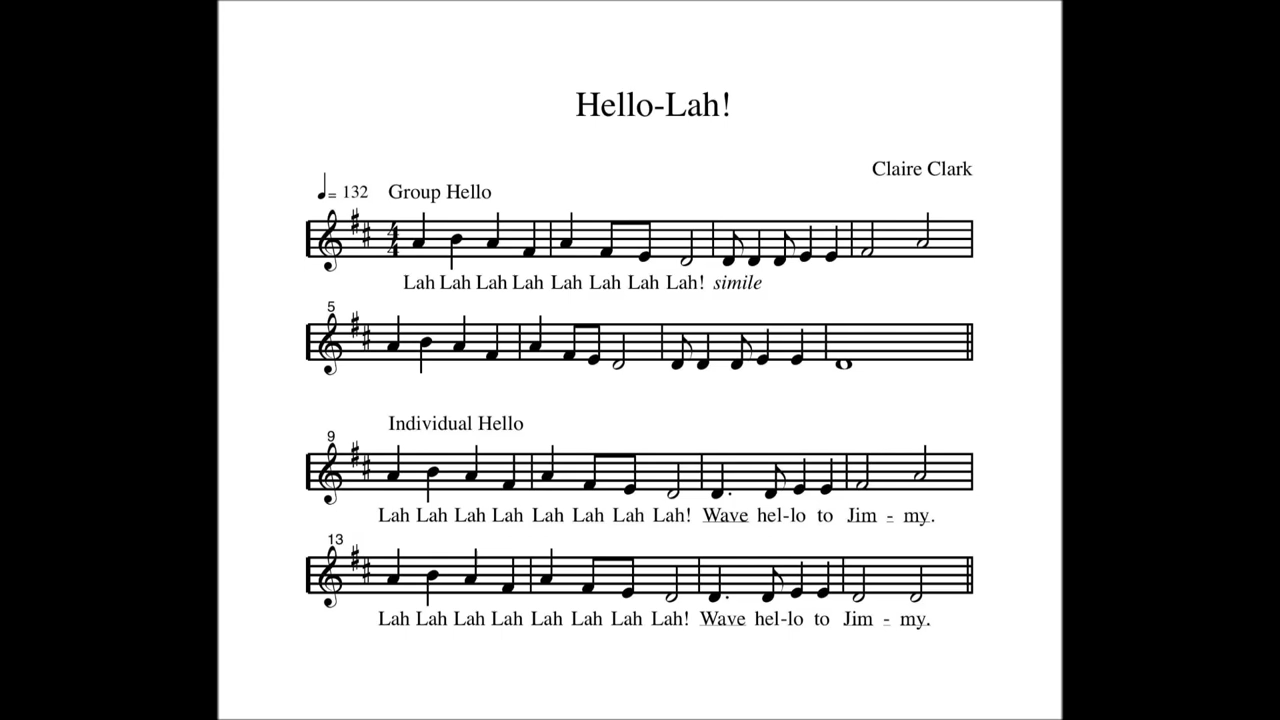 Hello-Lah!
Claire Clark
= 132 Group Hello
4
4
Lah Lah Lah Lah Lah Lah Lah Lah! simile
5
Individual Hello
9
Lah Lah Lah Lah Lah Lah Lah Lah! Wave hel-lo to Jim - my.
13
Lah Lah Lah Lah Lah Lah Lah Lah! Wave hel-lo to Jim - my.